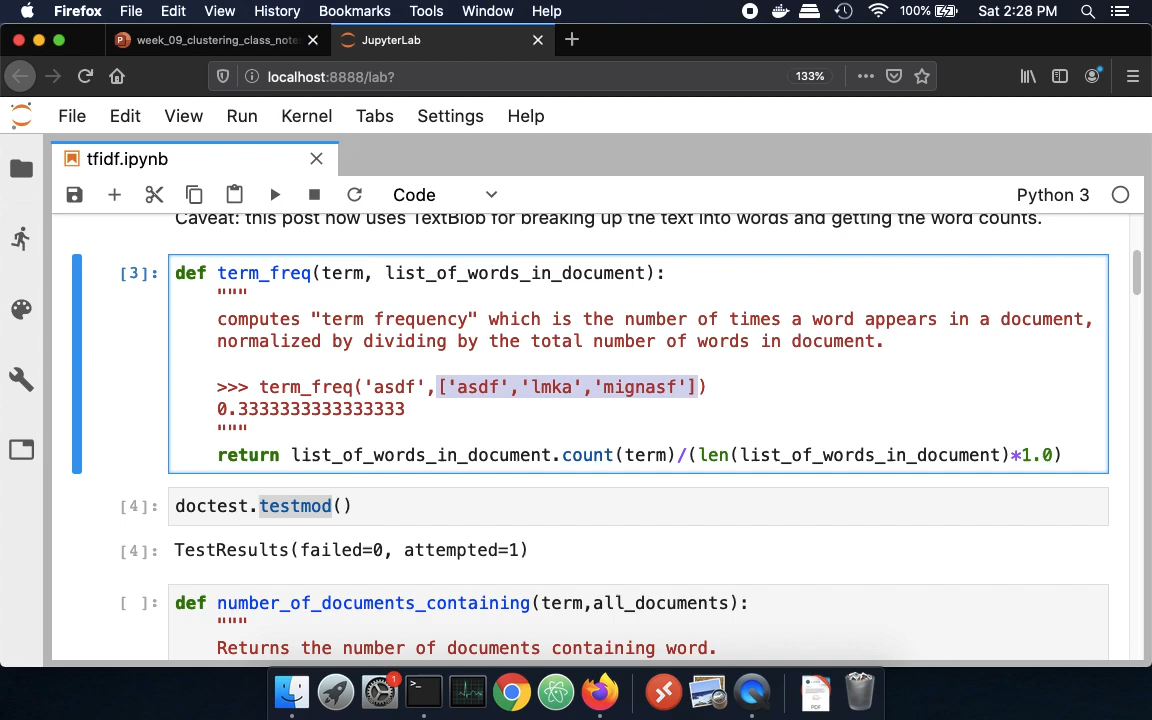 Firefox File Edit View History Bookmarks Tools Window Help 100% Sat 2:28 PM
week_09_clustering_class_note JupyterLab
localhost:8888/lab? 133%
File Edit View Run Kernel Tabs Settings Help
tfidf.ipynb
Code Python 3
Caveat: this post now uses TextBlob for breaking up the text into words and getting the word counts.
[3]: def term_freq(term, list_of_words_in_document):
"""
computes "term frequency" which is the number of times a word appears in a document,
normalized by dividing by the total number of words in document.
>>> term_freq('asdf',['asdf','lmka','mignasf'])
0.3333333333333333
"""
return list_of_words_in_document.count(term)/(len(list_of_words_in_document)*1.0)
[4]: doctest.testmod()
[4]: TestResults(failed=0, attempted=1)
[ ]: def number_of_documents_containing(term,all_documents):
"""
Returns the number of documents containing word.
1
PDF